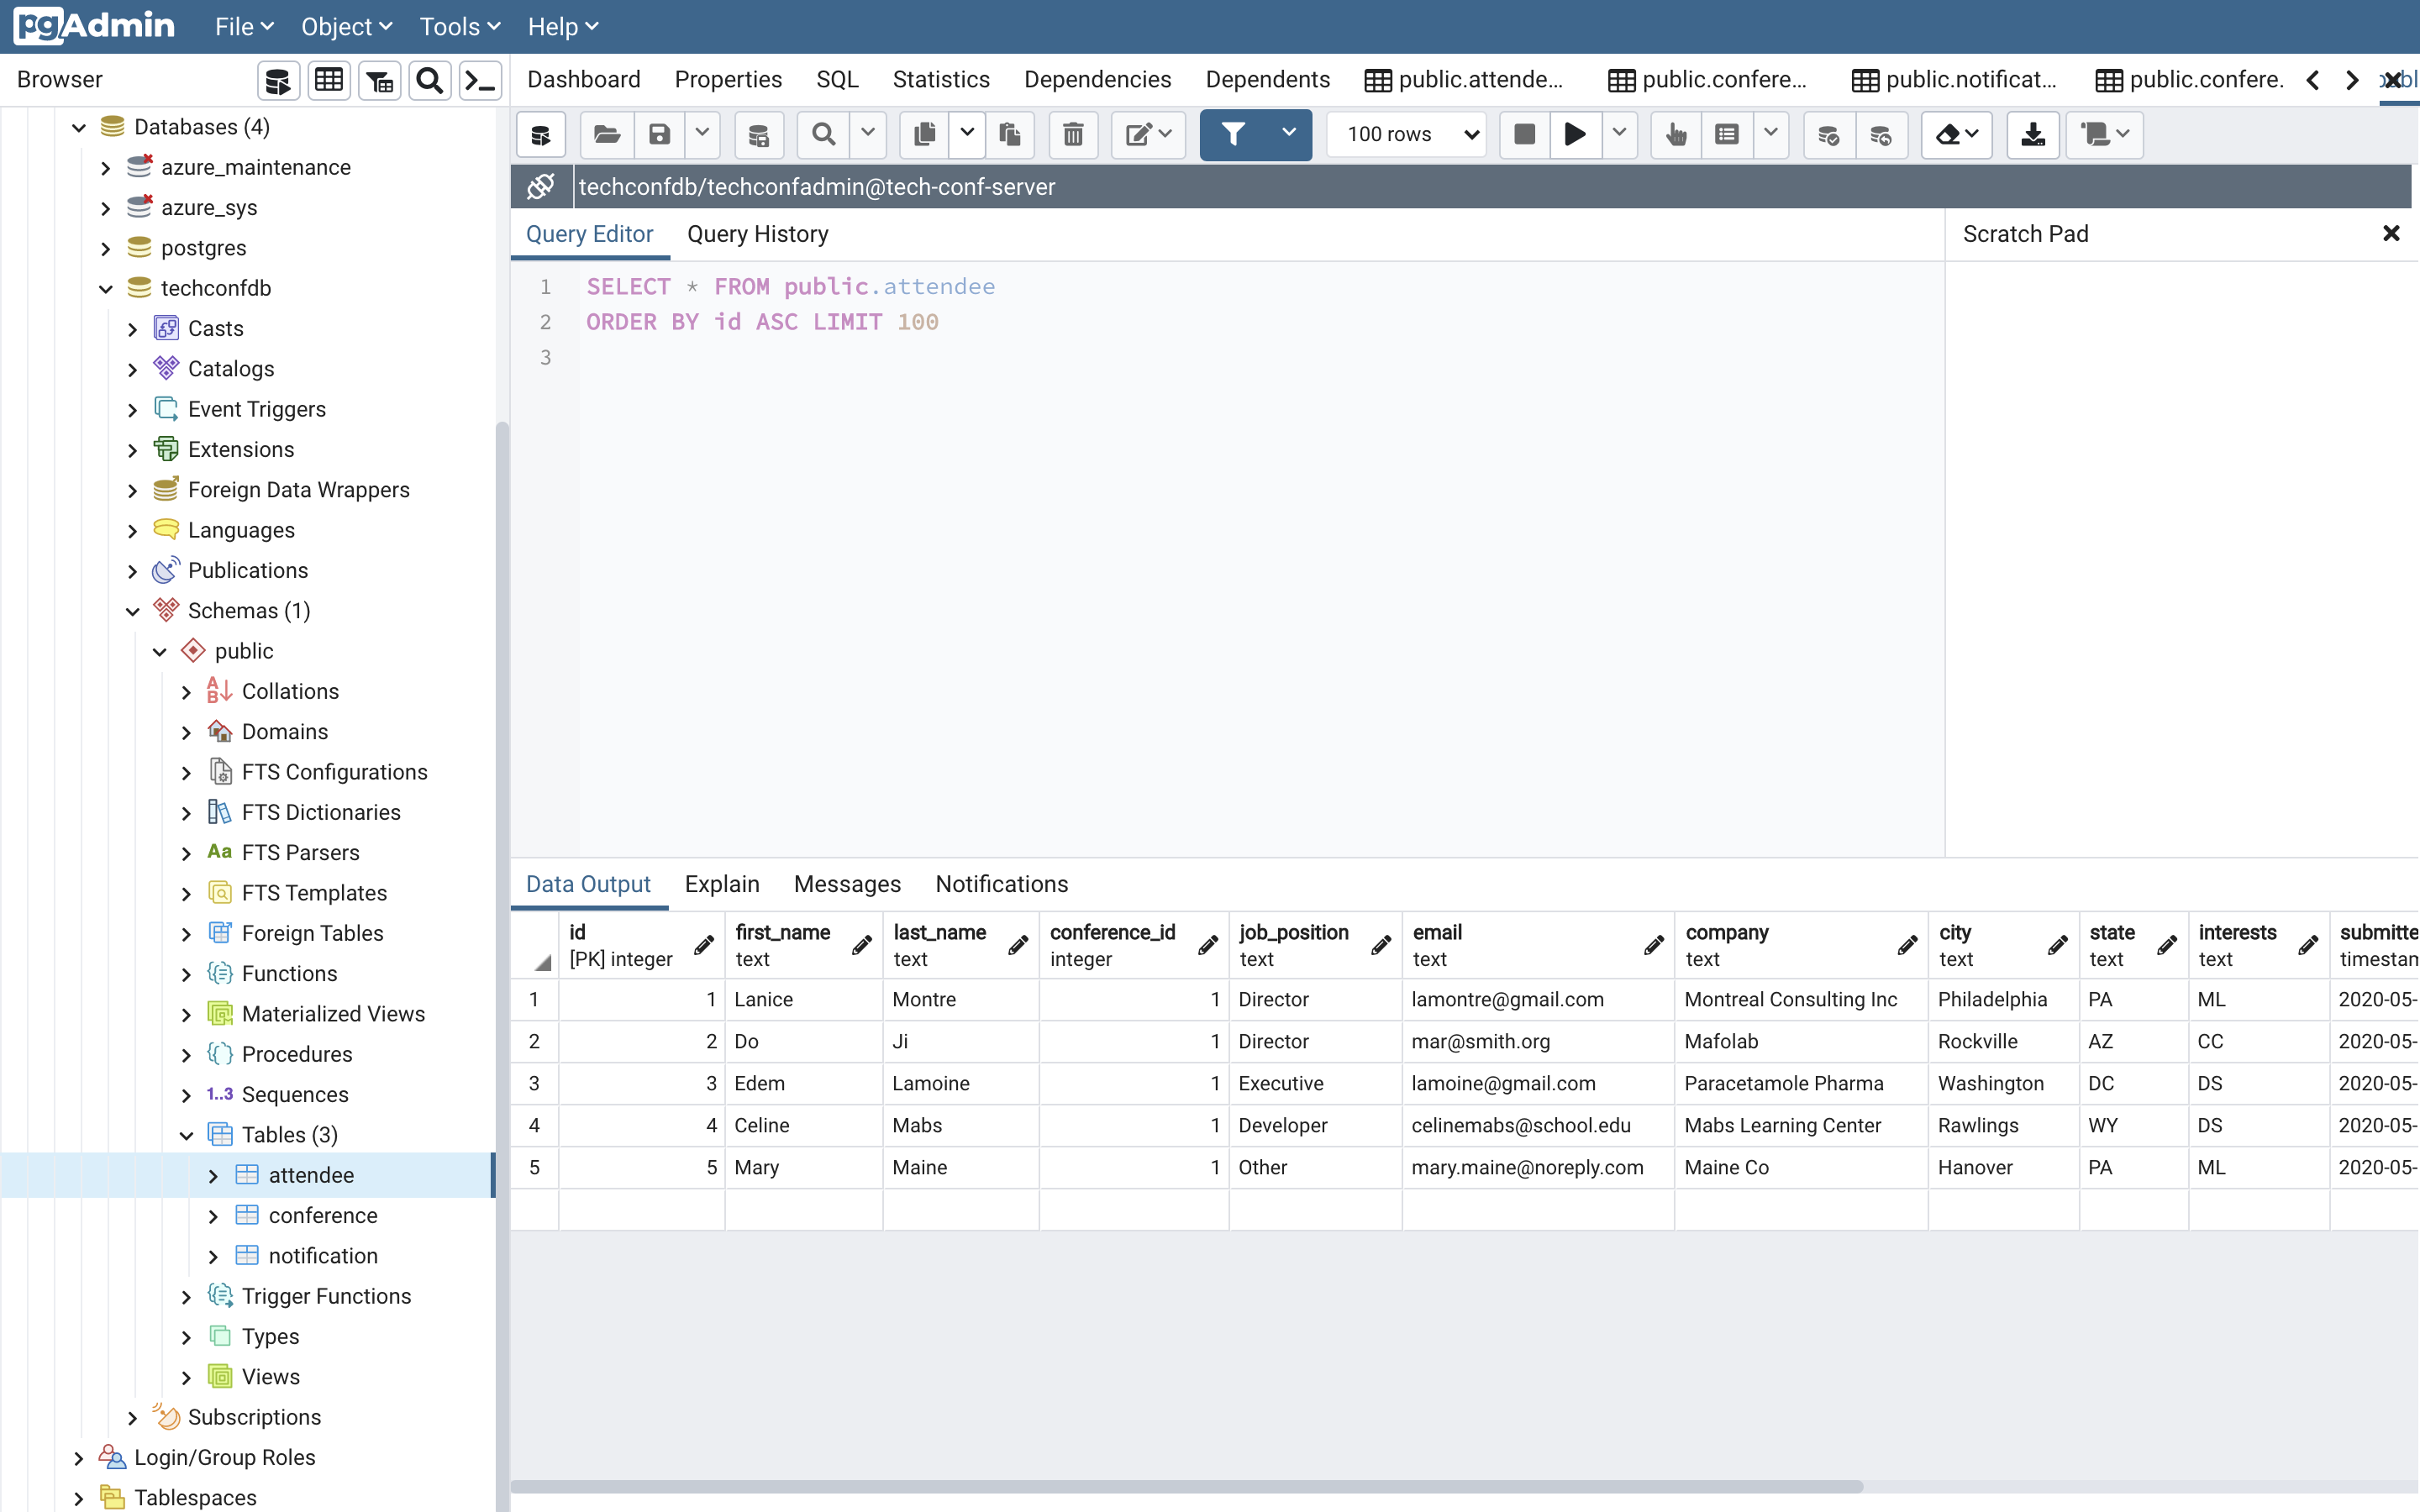 pgAdmin File Object Tools Help
Browser
Dashboard Properties SQL Statistics Dependencies Dependents public.attende... public.confere... public.notificat... public.confere.
Databases (4)
azure_maintenance
azure_sys
postgres
techconfdb
Casts
Catalogs
Event Triggers
Extensions
Foreign Data Wrappers
Languages
Publications
Schemas (1)
public
Collations
Domains
FTS Configurations
FTS Dictionaries
Aa FTS Parsers
FTS Templates
Foreign Tables
Functions
Materialized Views
Procedures
1..3 Sequences
Tables (3)
attendee
conference
notification
Trigger Functions
Types
Views
Subscriptions
Login/Group Roles
Tablespaces
100 rows
techconfdb/techconfadmin@tech-conf-server
Query Editor Query History
Scratch Pad
1 SELECT * FROM public.attendee
2 ORDER BY id ASC LIMIT 100
3
Data Output Explain Messages Notifications
id first_name last_name conference_id job_position email company city state interests submitte
[PK] integer text text integer text text text text text text timestam
1 1 Lanice Montre 1 Director lamontre@gmail.com Montreal Consulting Inc Philadelphia PA ML 2020-05-
2 2 Do Ji 1 Director mar@smith.org Mafolab Rockville AZ CC 2020-05-
3 3 Edem Lamoine 1 Executive lamoine@gmail.com Paracetamole Pharma Washington DC DS 2020-05-
4 4 Celine Mabs 1 Developer celinemabs@school.edu Mabs Learning Center Rawlings WY DS 2020-05-
5 5 Mary Maine 1 Other mary.maine@noreply.com Maine Co Hanover PA ML 2020-05-